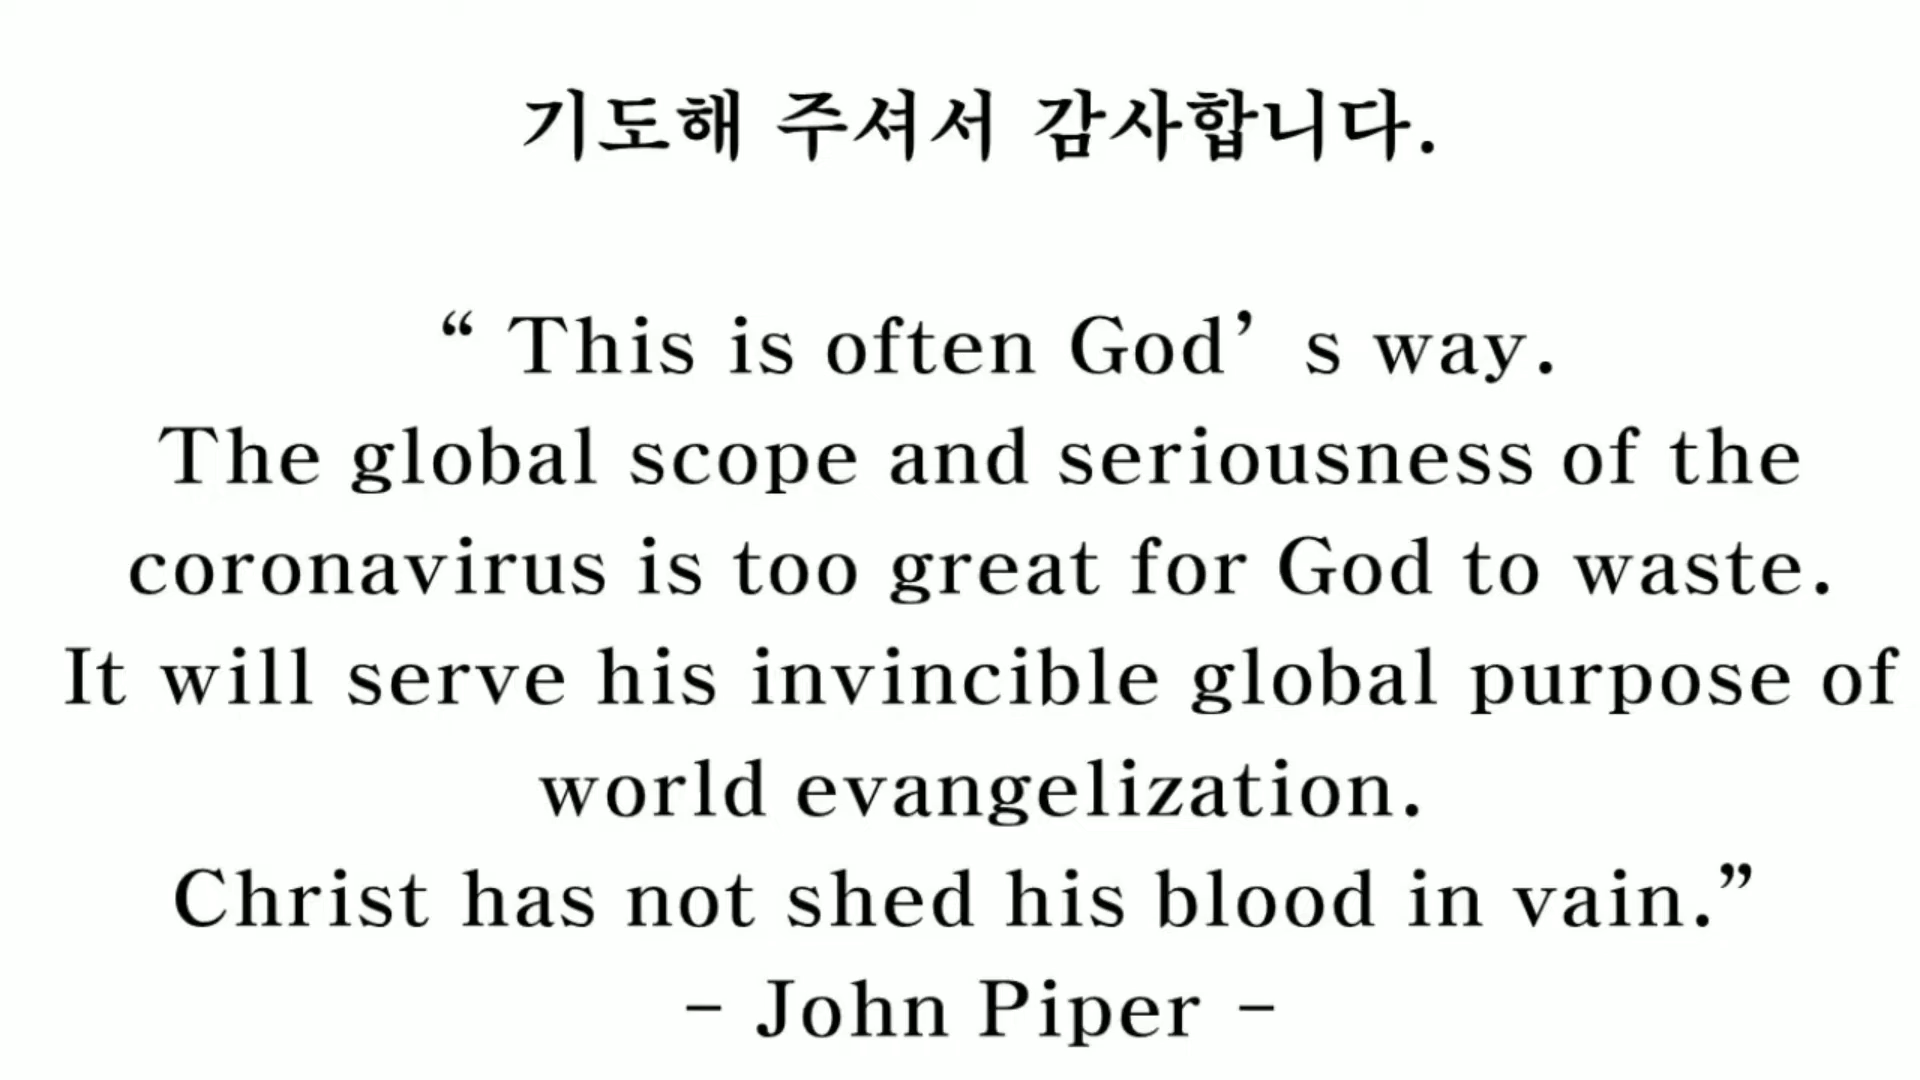 기도해 주셔서 감사합니다.
“ This is often God’ s way.
The global scope and seriousness of the
coronavirus is too great for God to waste.
It will serve his invincible global purpose of
world evangelization.
Christ has not shed his blood in vain.”
- John Piper -